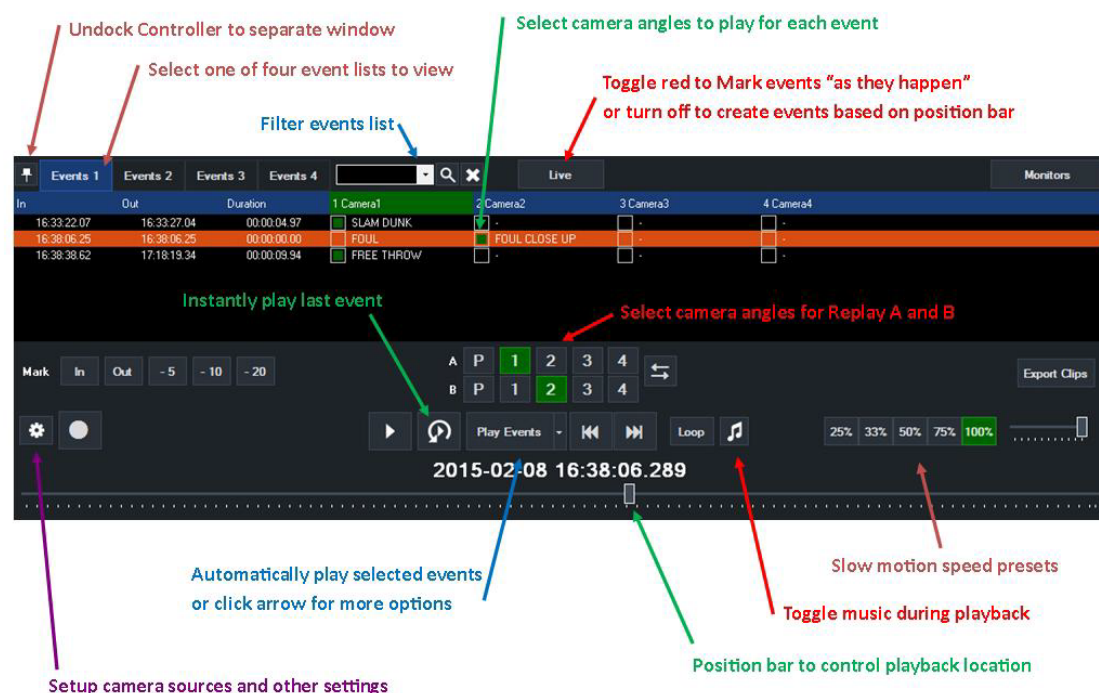 Select camera angles to play for each event
Undock Controller to separate window
Select one of four event lists to view
Toggle red to Mark events “as they happen”
or turn off to create events based on position bar
Filter events list
Events 1 Events 2 Events 3 Events 4 Live Monitors
In Out Duration 1 Camera1 2 Camera2 3 Camera3 4 Camera4
16:33:22.07 16:33:27.04 00:00:04.97 SLAM DUNK - - -
16:38:06.25 16:38:06.25 00:00:00.00 FOUL FOUL CLOSE UP - -
16:38:38.62 17:18:19.34 00:00:09.94 FREE THROW - - -
Instantly play last event
Select camera angles for Replay A and B
A P 1 2 3 4
Mark In Out - 5 - 10 - 20 Export Clips
B P 1 2 3 4
Play Events Loop 25% 33% 50% 75% 100%
2015-02-08 16:38:06.289
Slow motion speed presets
Automatically play selected events
or click arrow for more options
Toggle music during playback
Position bar to control playback location
Setup camera sources and other settings